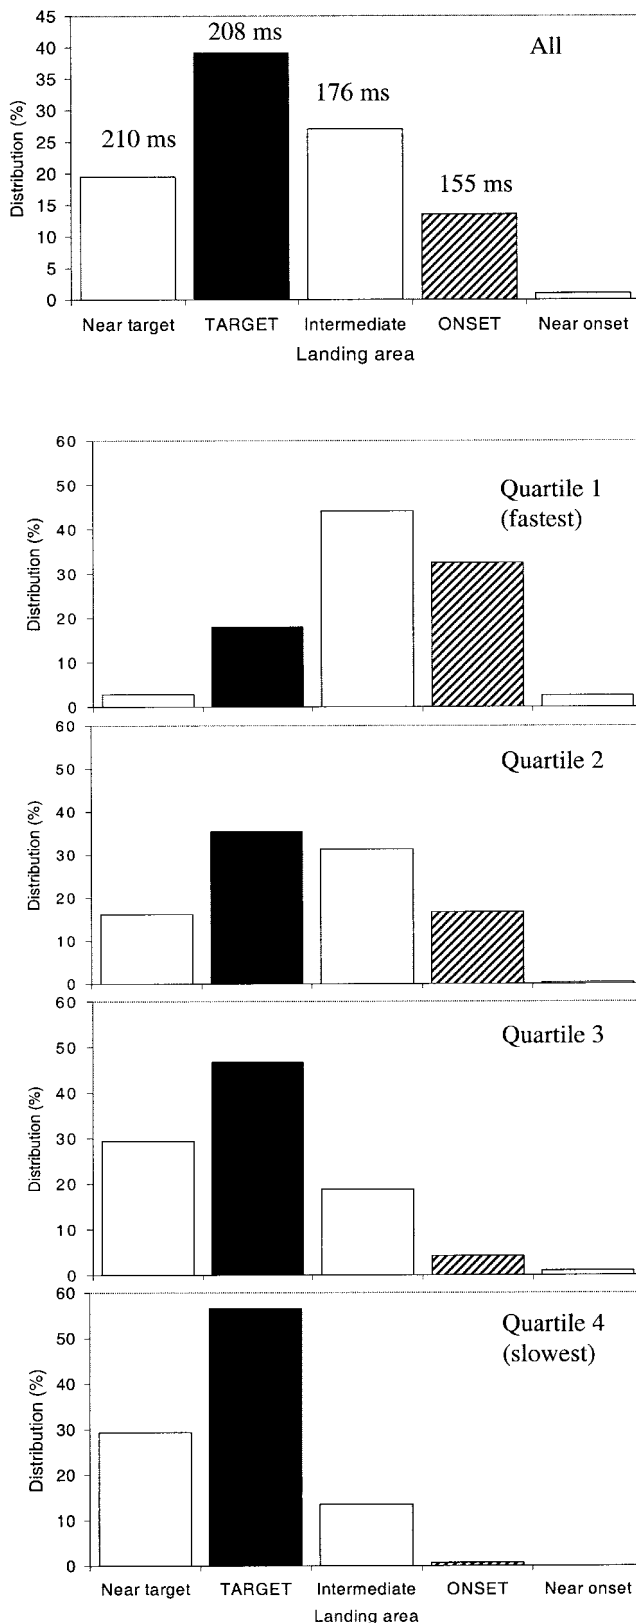 45
40
35
30
25
20
15
10
5
0
Distribution (%)
All
210 ms
208 ms
176 ms
155 ms
Near target TARGET Intermediate ONSET Near onset
Landing area
60
50
40
30
20
10
0
Distribution (%)
Quartile 1
(fastest)
60
50
40
30
20
10
0
Distribution (%)
Quartile 2
60
50
40
30
20
10
0
Distribution (%)
Quartile 3
60
50
40
30
20
10
0
Distribution (%)
Quartile 4
(slowest)
Near target TARGET Intermediate ONSET Near onset
Landing area